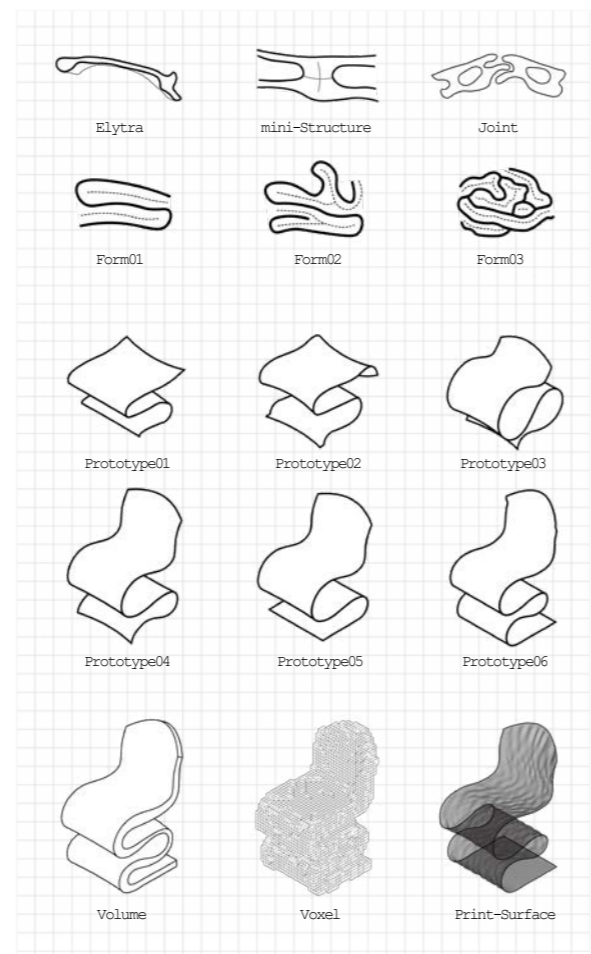 Elytra
mini-Structure
Joint
Form01
Form02
Form03
Prototype01
Prototype02
Prototype03
Prototype04
Prototype05
Prototype06
Volume
Voxel
Print-Surface